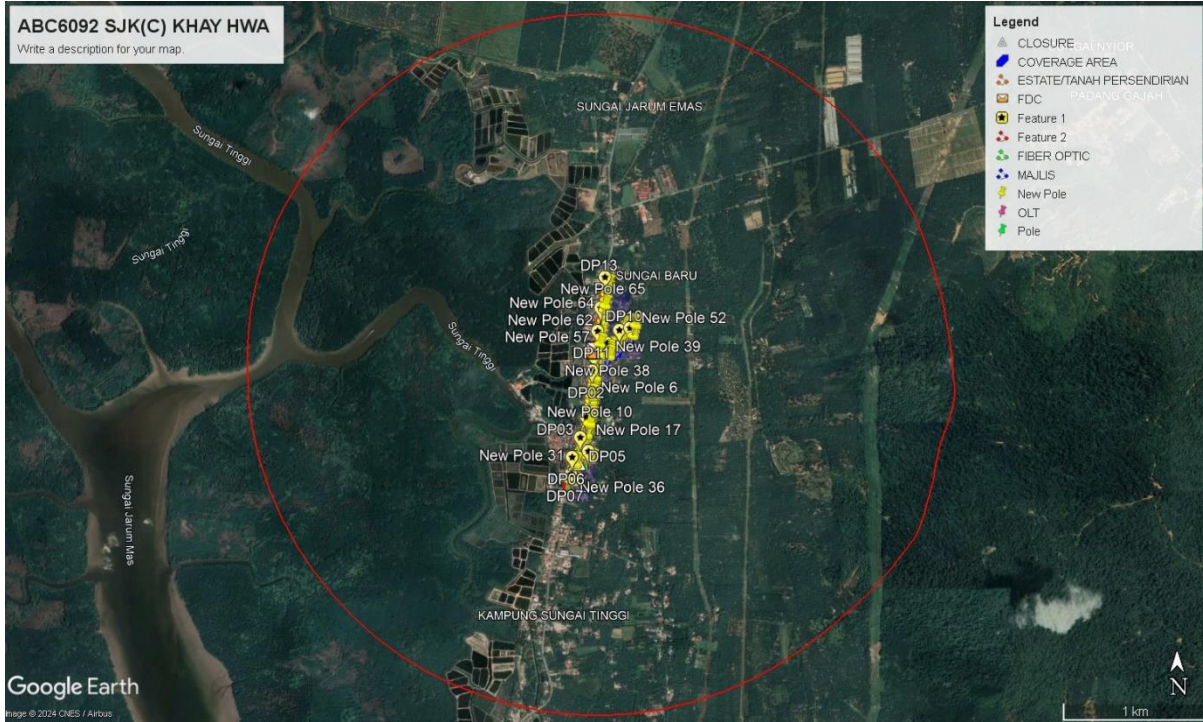 ABC6092 SJK(C) KHAY HWA
Write a description for your map.
Legend
CLOSURE
COVERAGE AREA
ESTATE/TANAH PERSENDIRIAN
FDC
Feature 1
Feature 2
FIBER OPTIC
MAJLIS
New Pole
OLT
Pole
PADANG GAJAH
SUNGAI JARUM EMAS
Sungai Tinggi
Sungai Tinggi
DP13
SUNGAI BARU
New Pole 65
New Pole 64
DP10
New Pole 62
New Pole 52
New Pole 57
New Pole 39
DP11
New Pole 38
Sungai Tinggi
New Pole 6
DP02
New Pole 10
DP03
New Pole 17
New Pole 31
DP05
DP06
New Pole 36
DP07
Sungai Jarum Mas
KAMPUNG SUNGAI TINGGI
Google Earth
Image © 2024 CNES / Airbus
N
1 km